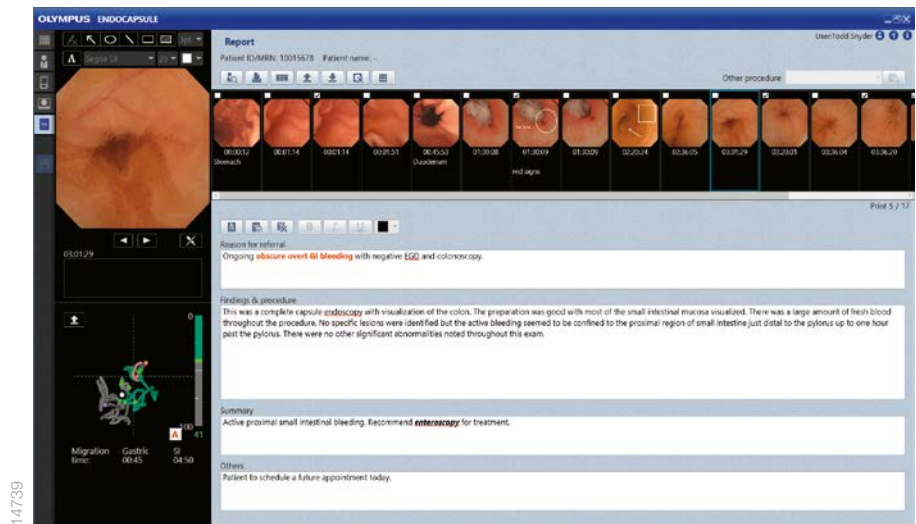 OLYMPUS ENDOCAPSULE
User:Todd Snyder
Report
Patient ID/MRN: 10015678 Patient name: -
A Segoe UI 20
3pt
Other procedure
00:00:12 00:01:14 00:01:14 00:01:51 00:45:53 01:30:08 01:30:09 01:30:09 02:20:24 02:36:05 03:01:29 03:20:01 03:36:04 03:36:20
Stomach Duodenum
red signs
Print 5 / 17
B I U
03:01:29
Reason for referral
Ongoing obscure overt GI bleeding with negative EGD and colonoscopy.
Findings & procedure
This was a complete capsule endoscopy with visualization of the colon. The preparation was good with most of the small intestinal mucosa visualized. There was a large amount of fresh blood
throughout the procedure. No specific lesions were identified but the active bleeding seemed to be confined to the proximal region of small intestine just distal to the pylorus up to one hour
past the pylorus. There were no other significant abnormalities noted throughout this exam.
0
100
A 41
Migration Gastric SI
time: 00:45 04:50
Summary
Active proximal small intestinal bleeding. Recommend enteroscopy for treatment.
Others
Patient to schedule a future appointment today.
14739